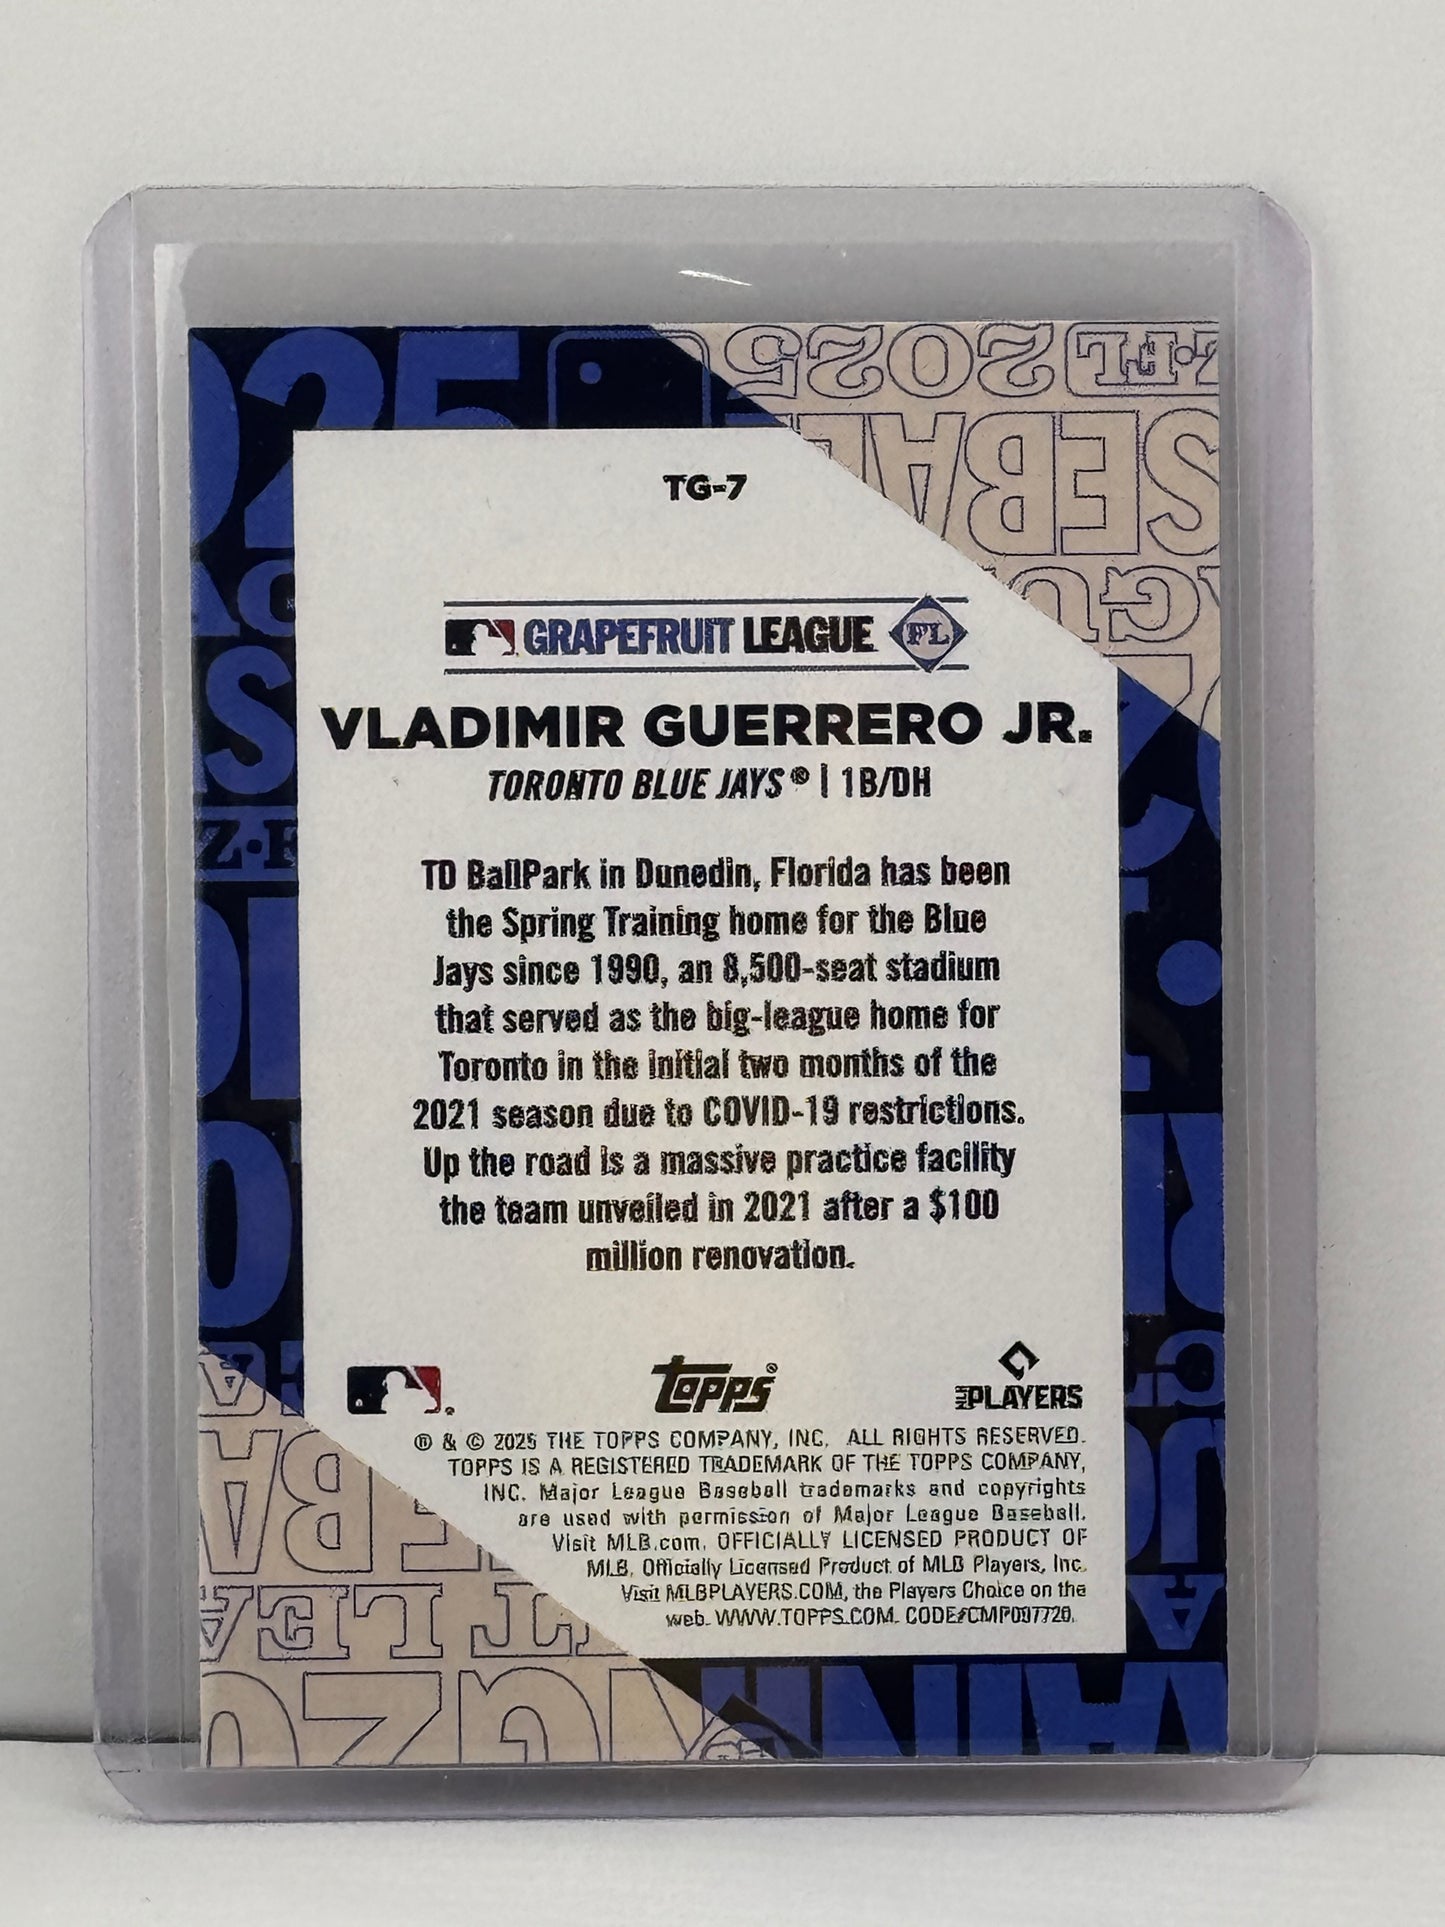 TG-7
GRAPEFRUIT LEAGUE FL
VLADIMIR GUERRERO JR.
TORONTO BLUE JAYS® | 1B/DH
TD BallPark in Dunedin, Florida has been
the Spring Training home for the Blue
Jays since 1990, an 8,500-seat stadium
that served as the big-league home for
Toronto in the initial two months of the
2021 season due to COVID-19 restrictions.
Up the road is a massive practice facility
the team unveiled in 2021 after a $100
million renovation.
topps®
MLB PLAYERS
® & © 2025 THE TOPPS COMPANY, INC. ALL RIGHTS RESERVED.
TOPPS IS A REGISTERED TRADEMARK OF THE TOPPS COMPANY,
INC. Major League Baseball trademarks and copyrights
are used with permission of Major League Baseball.
Visit MLB.com. OFFICIALLY LICENSED PRODUCT OF
MLB. Officially Licensed Product of MLB Players, Inc.
Visit MLBPLAYERS.COM, the Players Choice on the
web. WWW.TOPPS.COM. CODE#CMP007720.